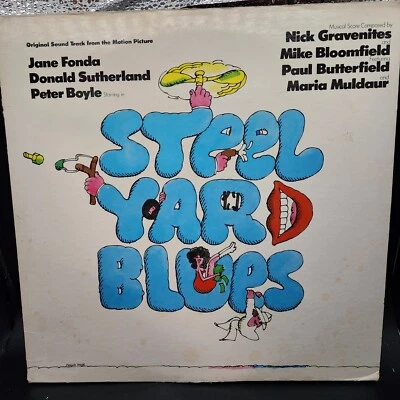 Original Sound Track from the Motion Picture
Jane Fonda
Donald Sutherland
Peter Boyle Starring in
Musical Score Composed by
Nick Gravenites
Mike Bloomfield
Featuring
Paul Butterfield
and
Maria Muldaur
STEEL
YARD
BLUES